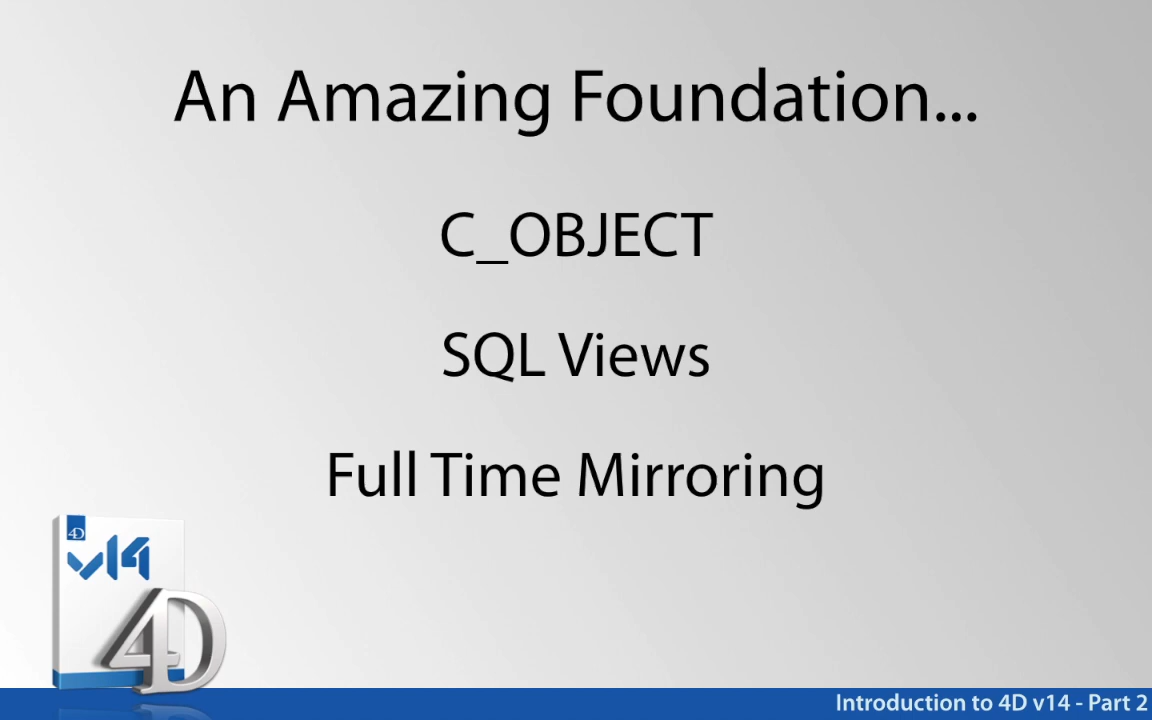 An Amazing Foundation...
C_OBJECT
SQL Views
Full Time Mirroring
4D
v14
4D
Introduction to 4D v14 - Part 2